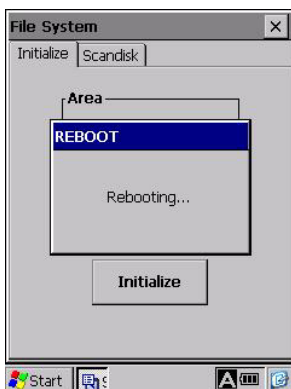 File System
Initialize Scandisk
Area
REBOOT
Rebooting...
Initialize
Start
A